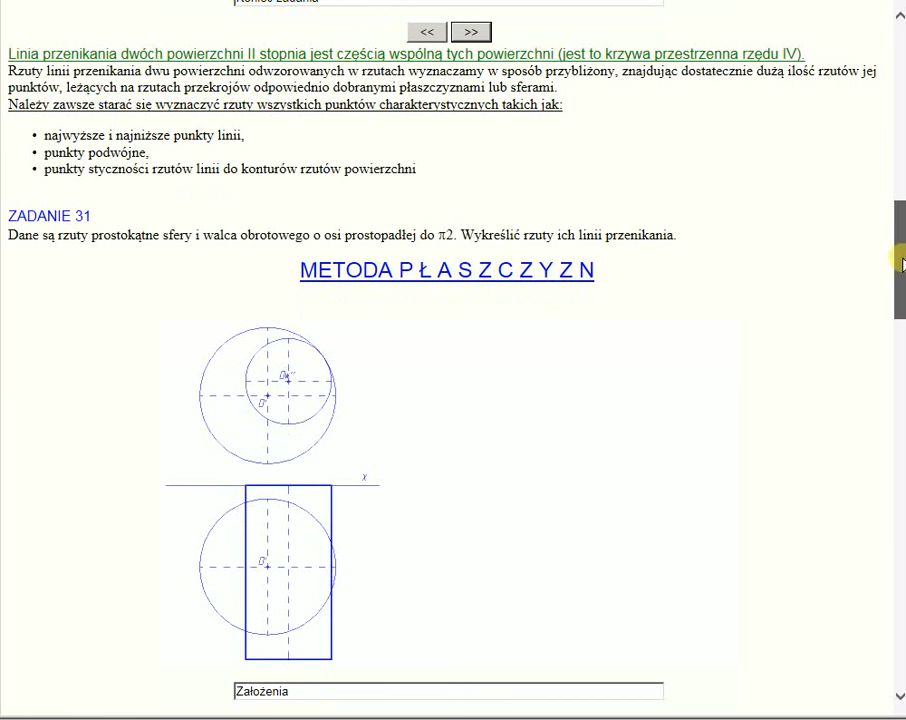 << >>
Linia przenikania dwóch powierzchni II stopnia jest częścią wspólną tych powierzchni (jest to krzywa przestrzenna rzędu IV).
Rzuty linii przenikania dwu powierzchni odwzorowanych w rzutach wyznaczamy w sposób przybliżony, znajdując dostatecznie dużą ilość rzutów jej
punktów, leżących na rzutach przekrojów odpowiednio dobranymi płaszczyznami lub sferami.
Należy zawsze starać się wyznaczyć rzuty wszystkich punktów charakterystycznych takich jak:
• najwyższe i najniższe punkty linii,
• punkty podwójne,
• punkty styczności rzutów linii do konturów rzutów powierzchni
ZADANIE 31
Dane są rzuty prostokątne sfery i walca obrotowego o osi prostopadłej do π2. Wykreślić rzuty ich linii przenikania.
METODA P Ł A S Z C Z Y Z N
x
Założenia